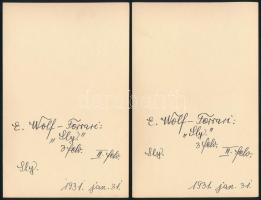 E. Wolf-Ferrari:
"Sly."
3 felv. II. felv.
Sly.
1931. jan. 31.
E. Wolf-Ferrari:
"Sly."
3 felv. II. felv.
Sly.
1931. jan. 31.